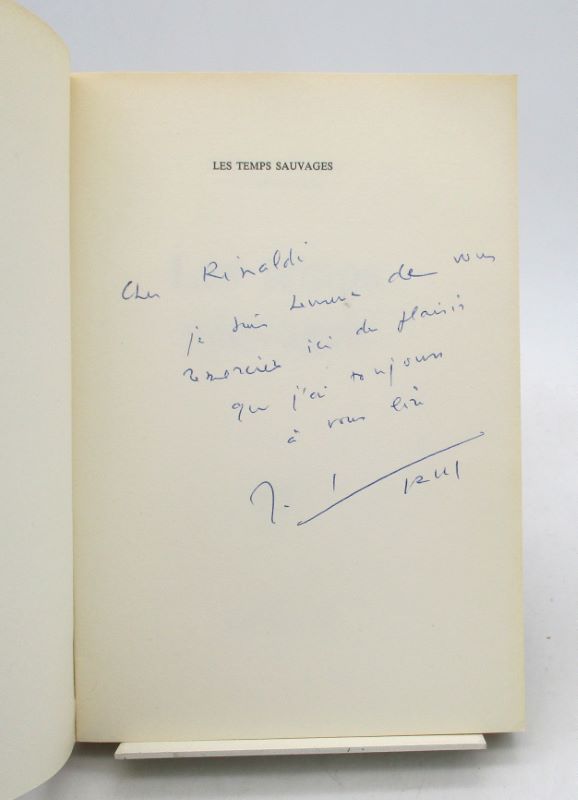 LES TEMPS SAUVAGES
Cher Rinaldi
je suis heureux de vous
remercier ici du plaisir
que j'ai toujours
à vous lire
J.